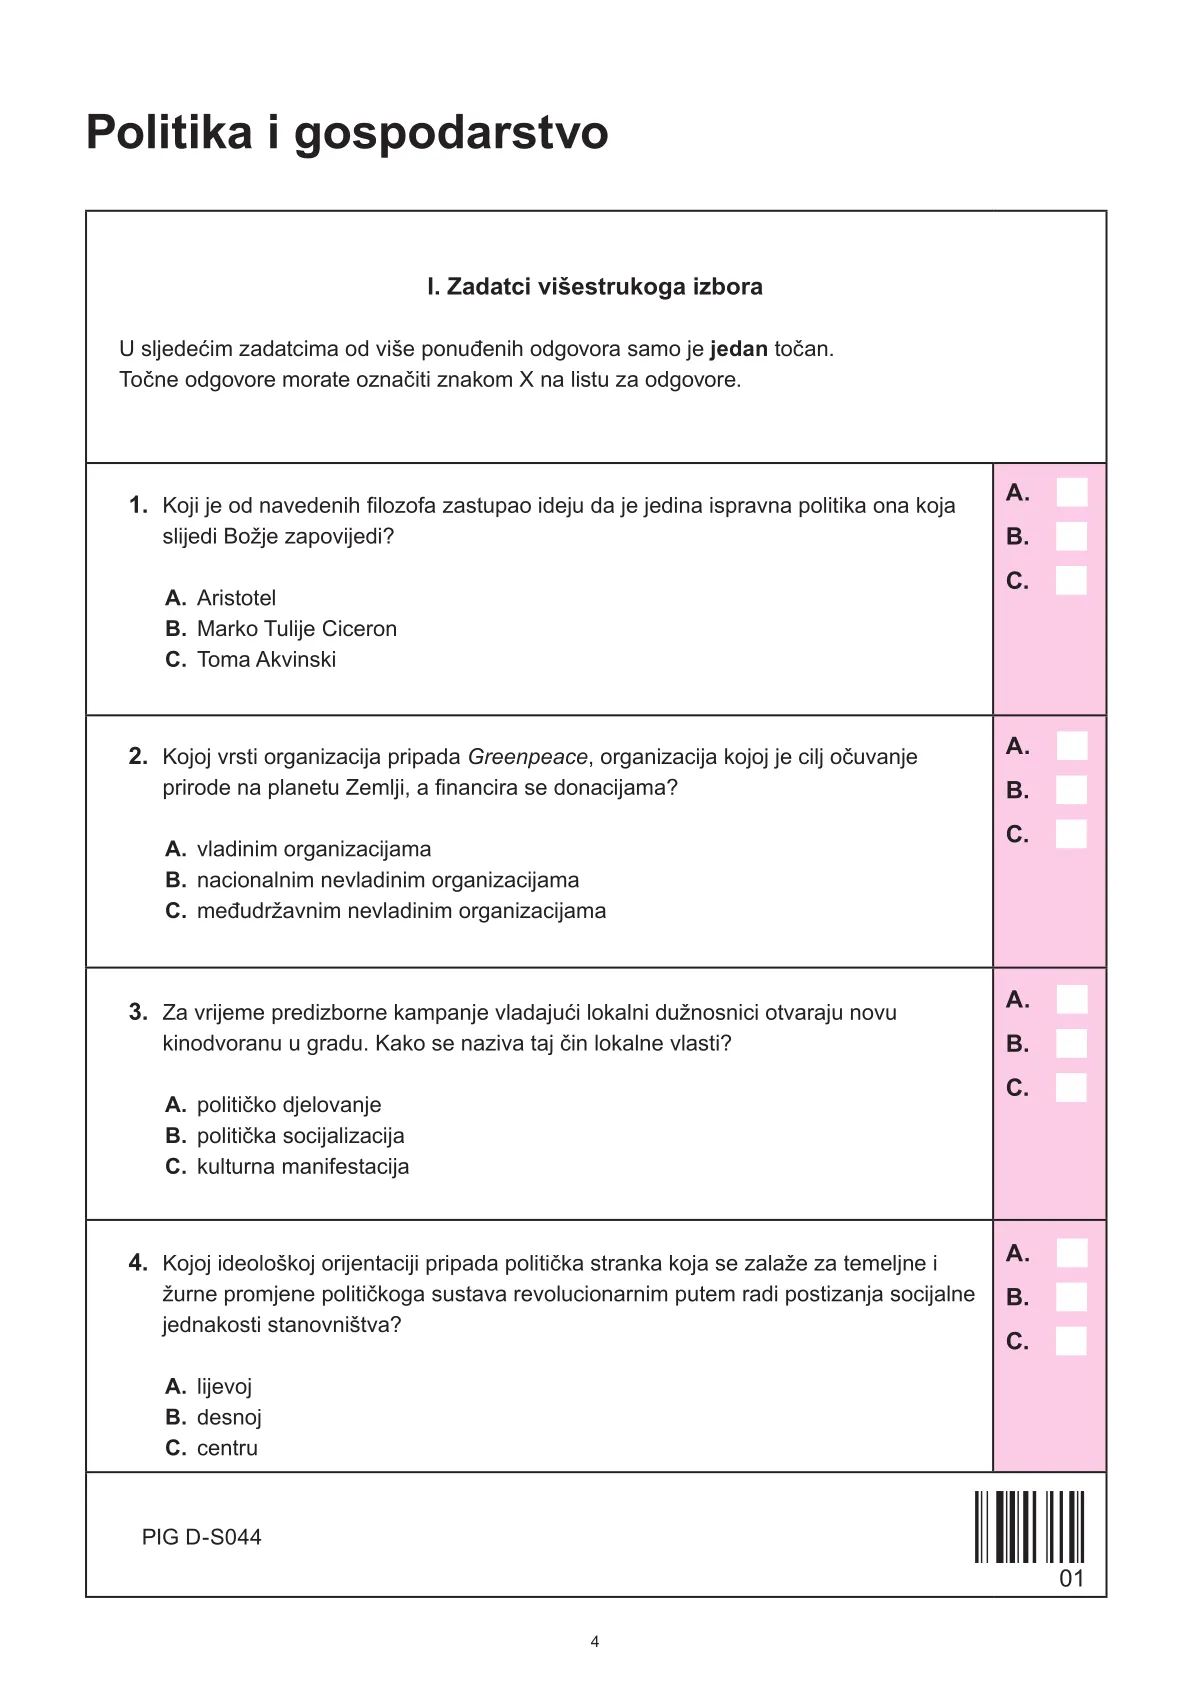 Politika i gospodarstvo
I. Zadatci višestrukoga izbora
U sljedećim zadatcima od više ponuđenih odgovora samo je jedan točan.
Točne odgovore morate označiti znakom X na listu za odgovore.
1. Koji je od navedenih filozofa zastupao ideju da je jedina ispravna politika ona koja
slijedi Božje zapovijedi?
A. Aristotel
B. Marko Tulije Ciceron
C. Toma Akvinski
A.
B.
C.
2. Kojoj vrsti organizacija pripada Greenpeace, organizacija kojoj je cilj očuvanje
prirode na planetu Zemlji, a financira se donacijama?
A. vladinim organizacijama
B. nacionalnim nevladinim organizacijama
C. međudržavnim nevladinim organizacijama
A.
B.
C.
3. Za vrijeme predizborne kampanje vladajući lokalni dužnosnici otvaraju novu
kinodvoranu u gradu. Kako se naziva taj čin lokalne vlasti?
A. političko djelovanje
B. politička socijalizacija
C. kulturna manifestacija
A.
B.
C.
4. Kojoj ideološkoj orijentaciji pripada politička stranka koja se zalaže za temeljne i
žurne promjene političkoga sustava revolucionarnim putem radi postizanja socijalne
jednakosti stanovništva?
A. lijevoj
B. desnoj
C. centru
A.
B.
C.
PIG D-S044
01
4